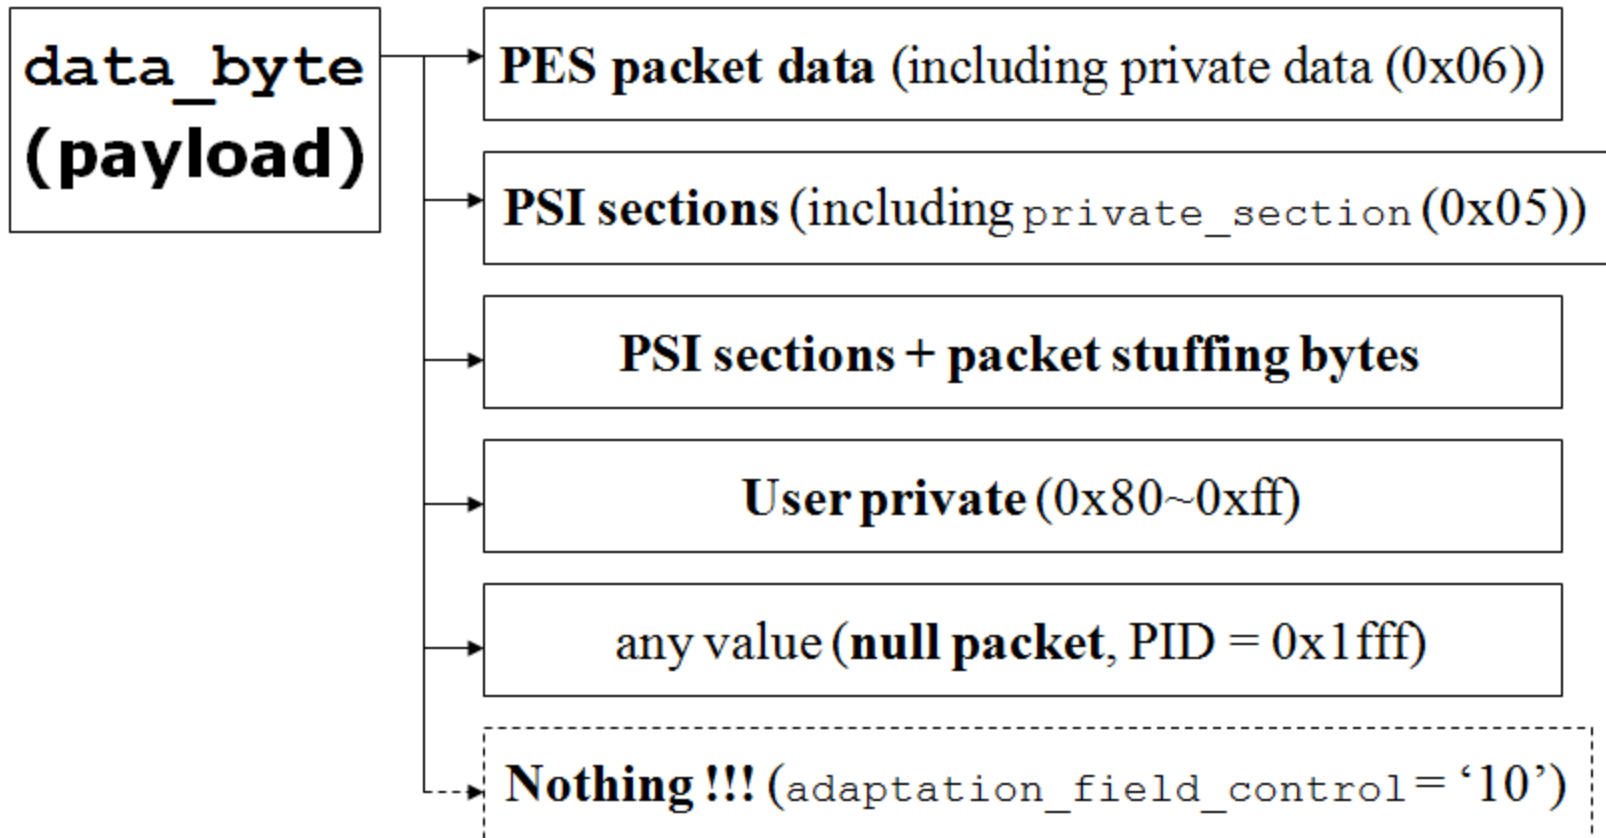 data_byte
(payload)
PES packet data (including private data (0x06))
PSI sections (including private_section (0x05))
PSI sections + packet stuffing bytes
User private (0x80~0xff)
any value (null packet, PID = 0x1fff)
Nothing !!! (adaptation_field_control = ‘10’)